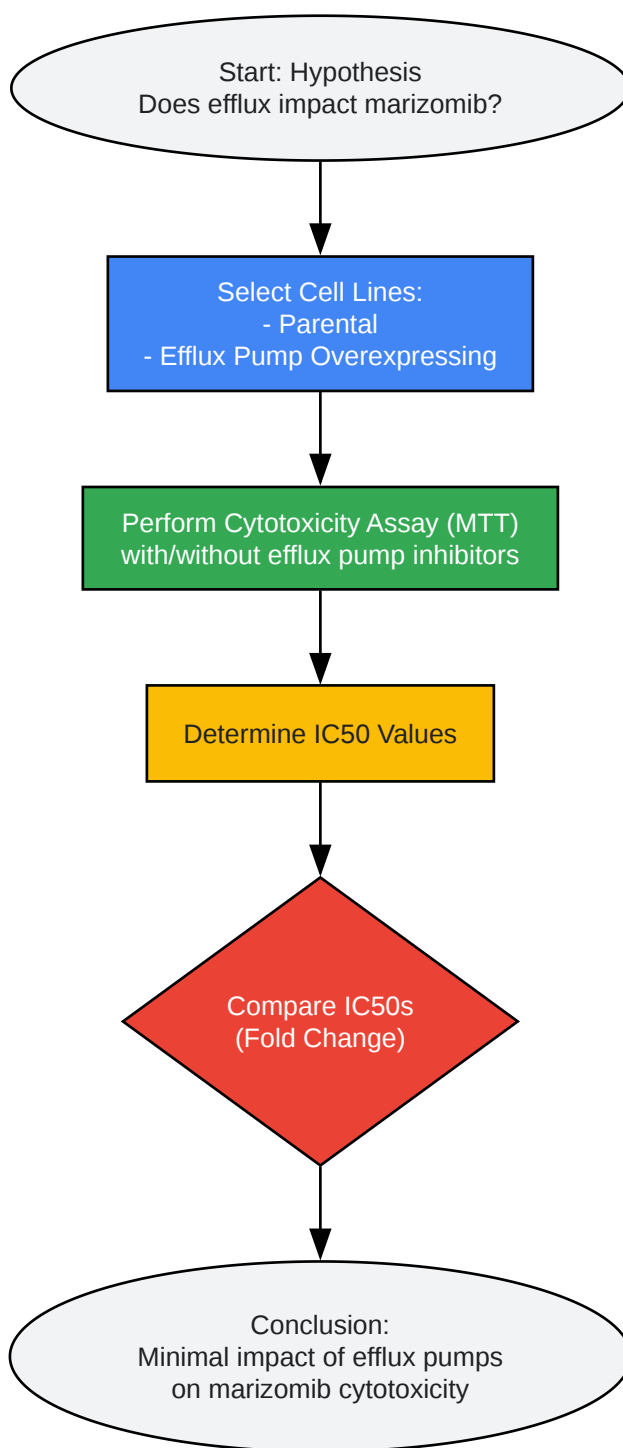 Start: Hypothesis
Does efflux impact marizomib?
Select Cell Lines:
- Parental
- Efflux Pump Overexpressing
Perform Cytotoxicity Assay (MTT)
with/without efflux pump inhibitors
Determine IC50 Values
Compare IC50s
(Fold Change)
Conclusion:
Minimal impact of efflux pumps
on marizomib cytotoxicity